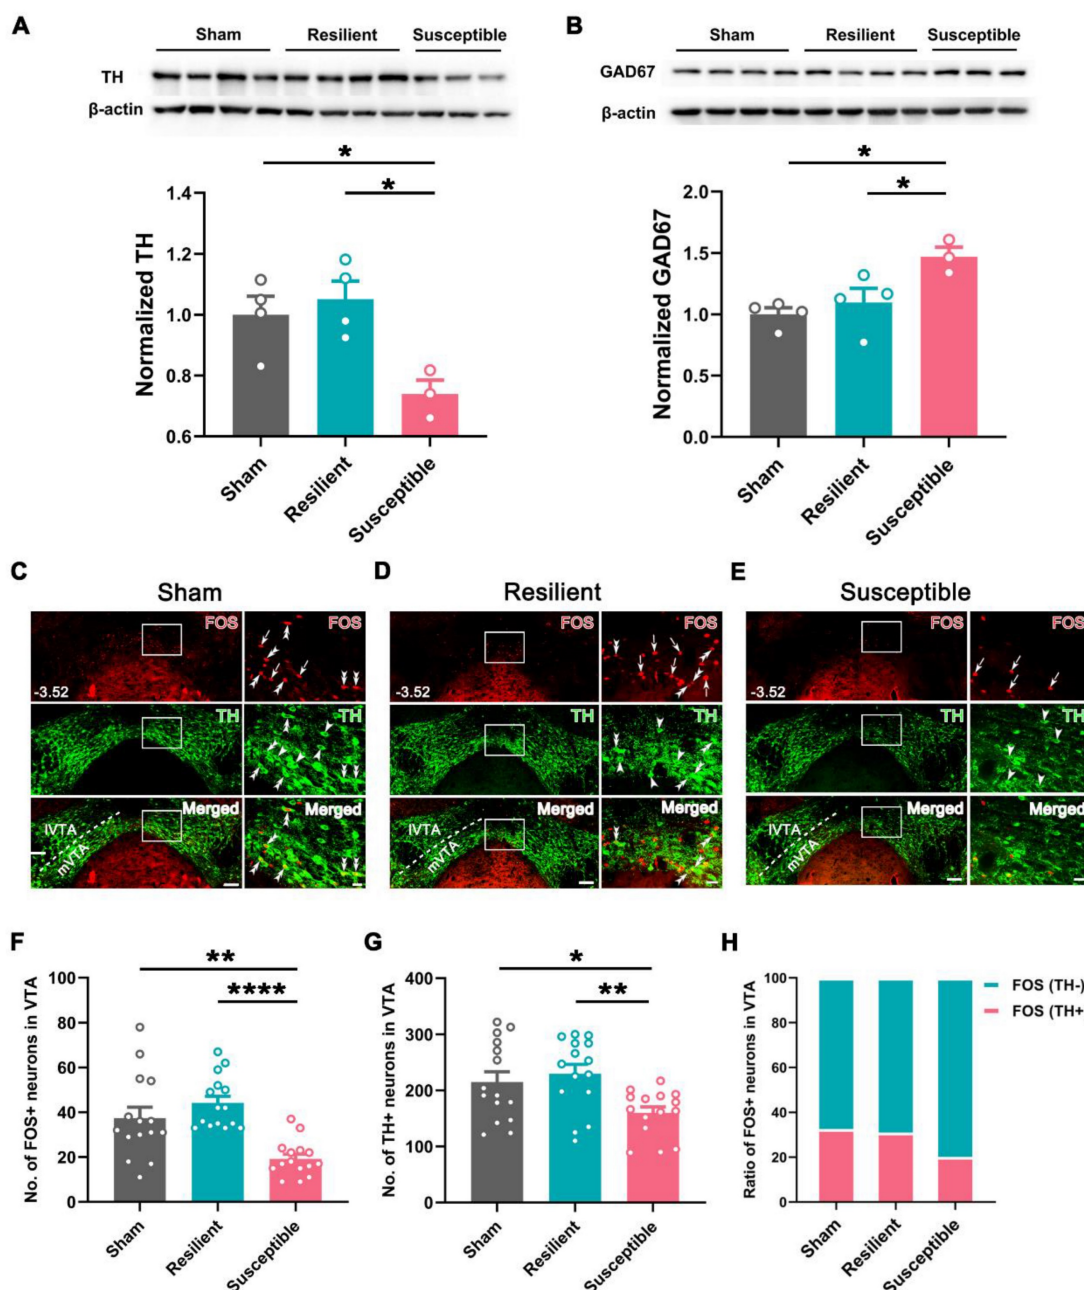 A
Sham
Resilient
Susceptible
TH
β-actin
*
*
Normalized TH
1.4
1.2
1.0
0.8
0.6
Sham
Resilient
Susceptible
B
Sham
Resilient
Susceptible
GAD67
β-actin
*
*
Normalized GAD67
2.0
1.5
1.0
0.5
0.0
Sham
Resilient
Susceptible
C
Sham
FOS
FOS
-3.52
TH
TH
Merged
Merged
lVTA
mVTA
D
Resilient
FOS
FOS
-3.52
TH
TH
Merged
Merged
lVTA
mVTA
E
Susceptible
FOS
FOS
-3.52
TH
TH
Merged
Merged
lVTA
mVTA
F
**
****
No. of FOS+ neurons in VTA
100
80
60
40
20
0
Sham
Resilient
Susceptible
G
*
**
No. of TH+ neurons in VTA
400
300
200
100
0
Sham
Resilient
Susceptible
H
Ratio of FOS+ neurons in VTA
100
80
60
40
20
0
Sham
Resilient
Susceptible
FOS (TH-)
FOS (TH+